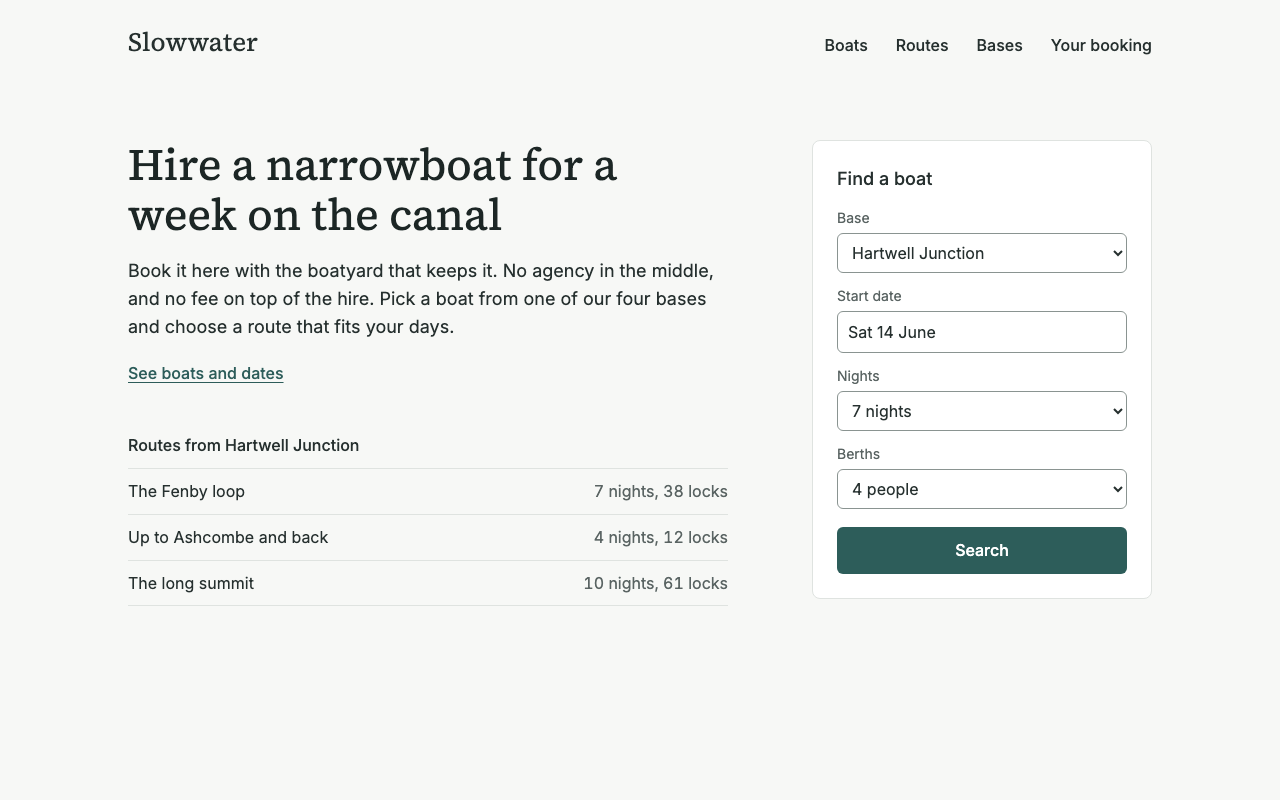 Slowwater
Boats
Routes
Bases
Your booking
Hire a narrowboat for a
week on the canal
Book it here with the boatyard that keeps it. No agency in the middle,
and no fee on top of the hire. Pick a boat from one of our four bases
and choose a route that fits your days.
See boats and dates
Routes from Hartwell Junction
The Fenby loop
7 nights, 38 locks
Up to Ashcombe and back
4 nights, 12 locks
The long summit
10 nights, 61 locks
Find a boat
Base
Hartwell Junction
Start date
Sat 14 June
Nights
7 nights
Berths
4 people
Search